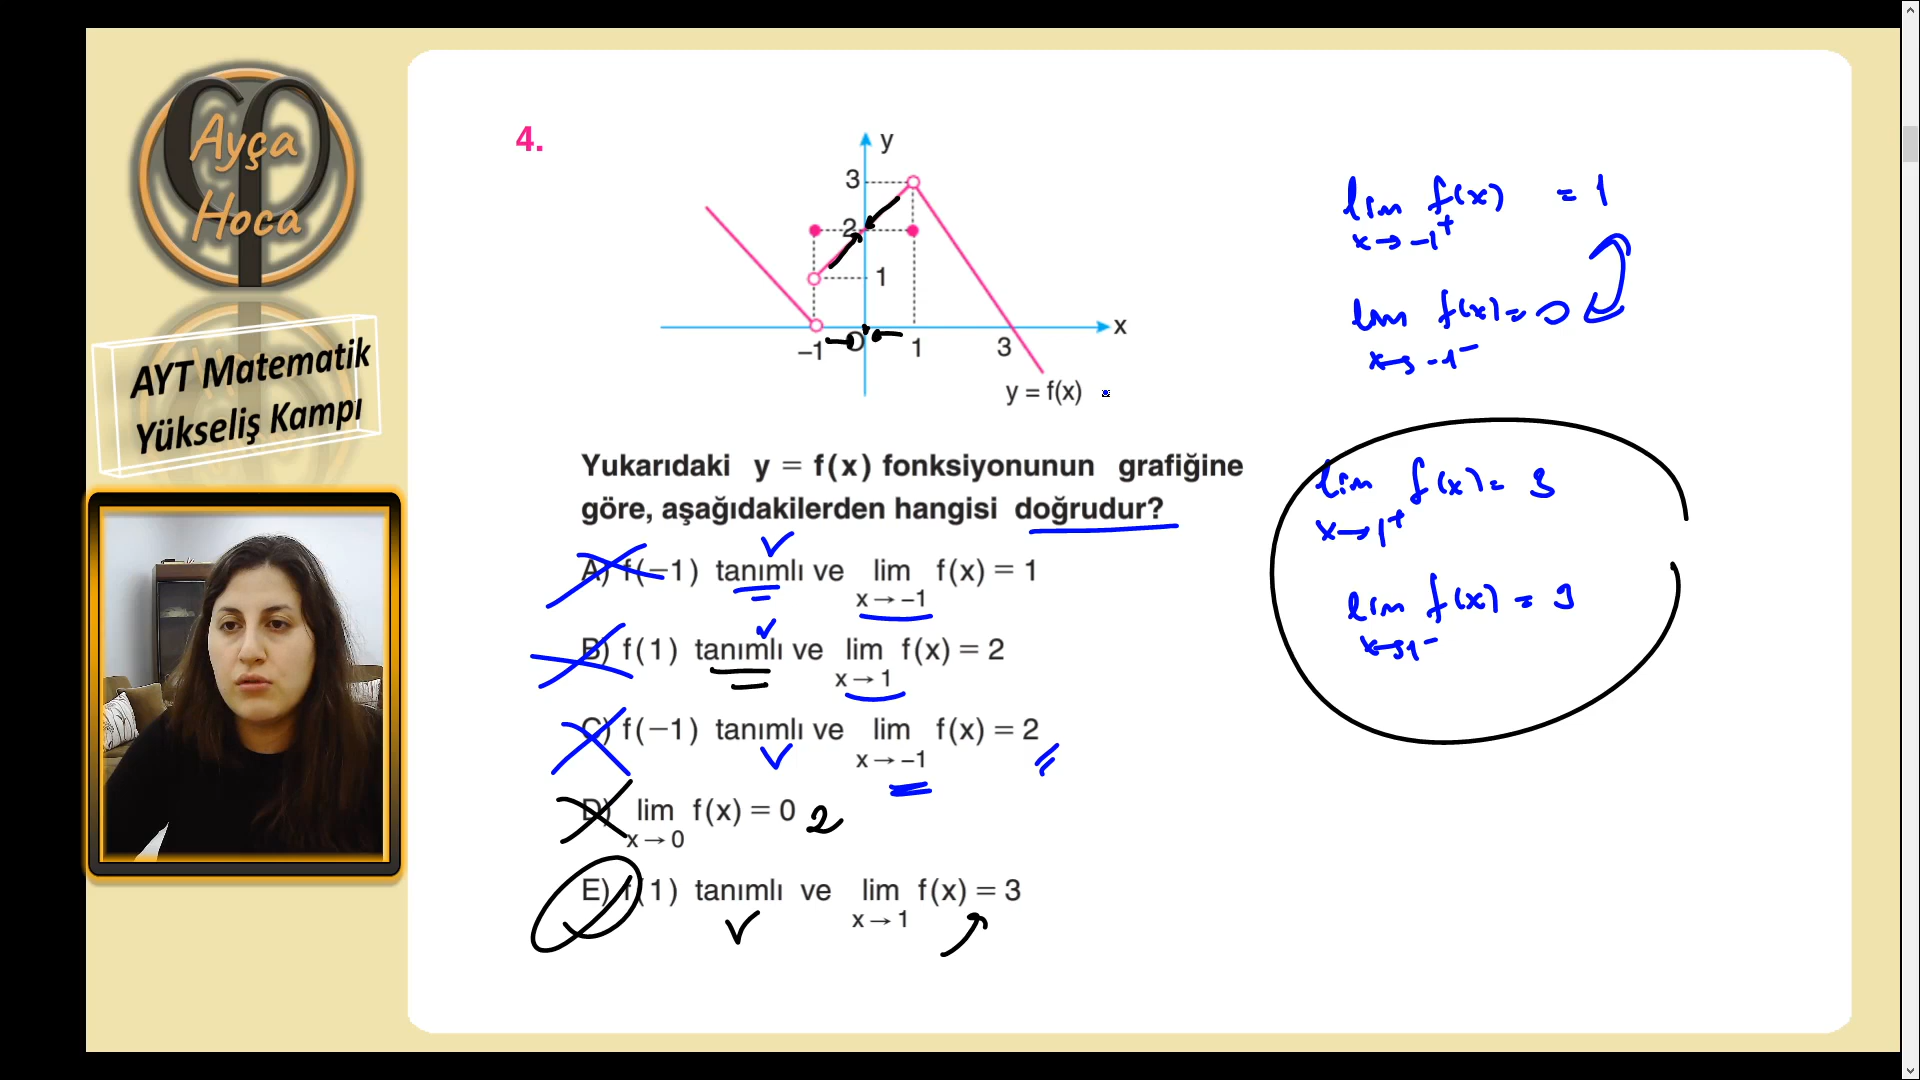 Ayça
Hoca
AYT Matematik
Yükseliş Kampı
4.
y
3
2
1
x
–1
O
1
3
y = f(x)
Yukarıdaki y = f(x) fonksiyonunun grafiğine
göre, aşağıdakilerden hangisi doğrudur?
A) f(−1) tanımlı ve lim f(x) = 1
x → −1
B) f(1) tanımlı ve lim f(x) = 2
x → 1
C) f(−1) tanımlı ve lim f(x) = 2
x → −1
D) lim f(x) = 0 2
x → 0
E) f(1) tanımlı ve lim f(x) = 3
x → 1
lim f(x) = 1
x → -1⁺
lim f(x) = 0
x → -1⁻
lim f(x) = 3
x → 1⁺
lim f(x) = 3
x → 1⁻